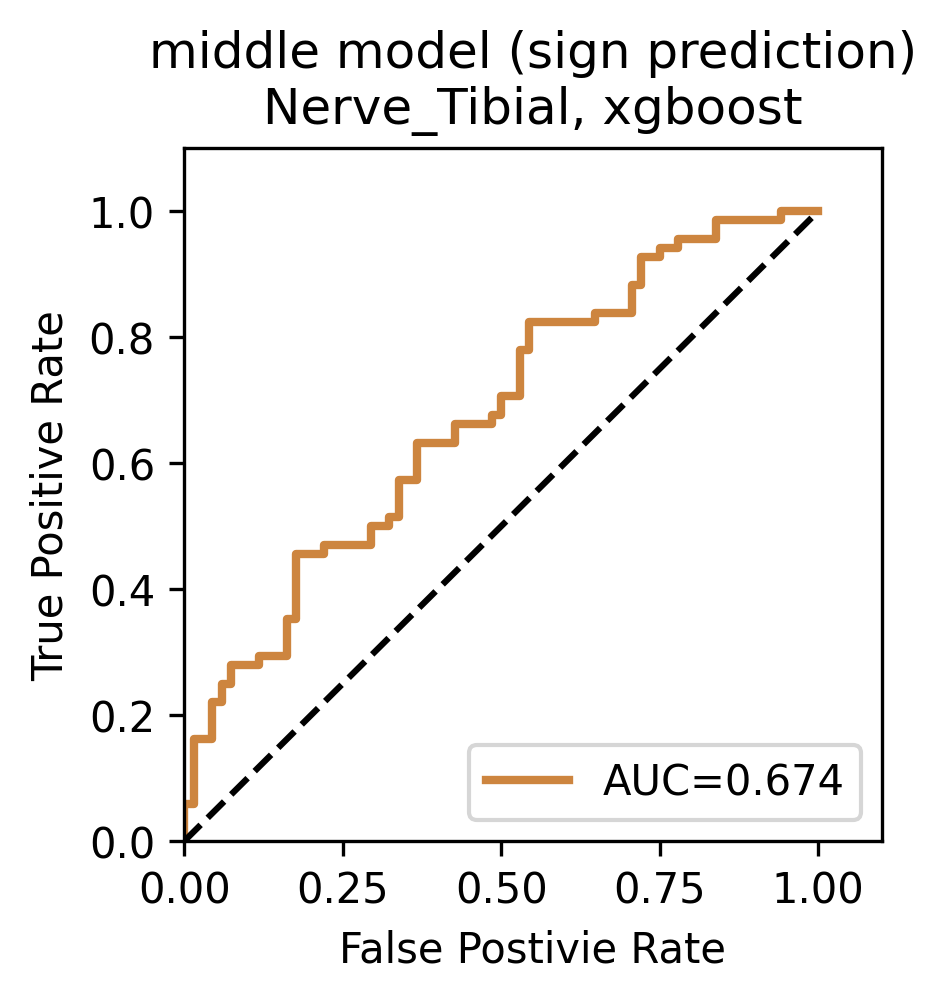 middle model (sign prediction)
Nerve_Tibial, xgboost
1.0
0.8
0.6
0.4
0.2
0.0
True Positive Rate
AUC=0.674
0.00 0.25 0.50 0.75 1.00
False Postivie Rate